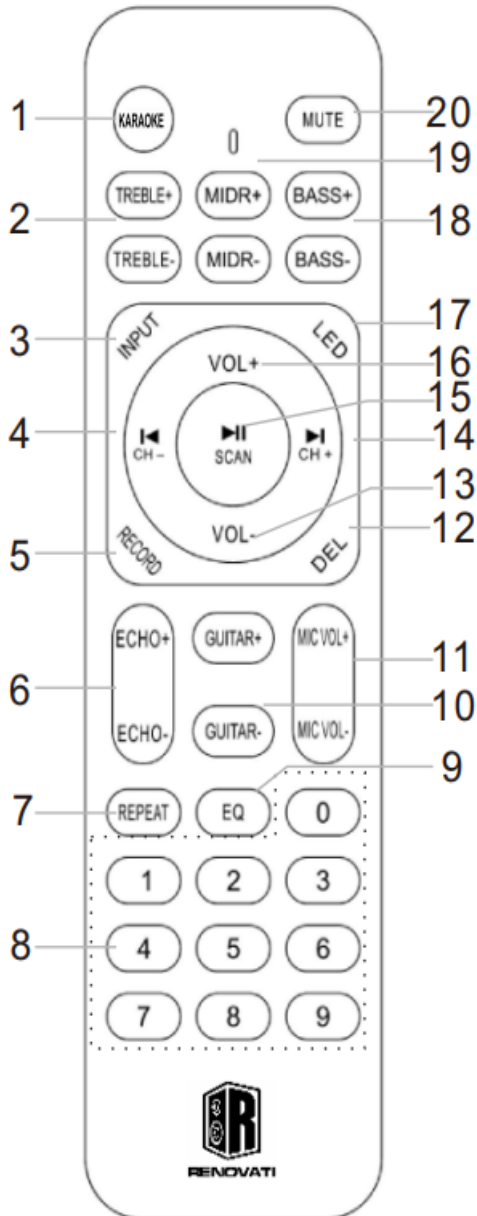 1 KARAOKE MUTE 20
19
2 TREBLE+ MIDR+ BASS+ 18
TREBLE- MIDR- BASS-
3 INPUT LED 17
VOL+ 16
15
4 CH – SCAN CH + 14
13
VOL-
5 RECORD DEL 12
ECHO+ GUITAR+ MIC VOL+
6 11
ECHO- GUITAR- MIC VOL- 10
9
7 REPEAT EQ 0
1 2 3
8 4 5 6
7 8 9
R
RENOVATI